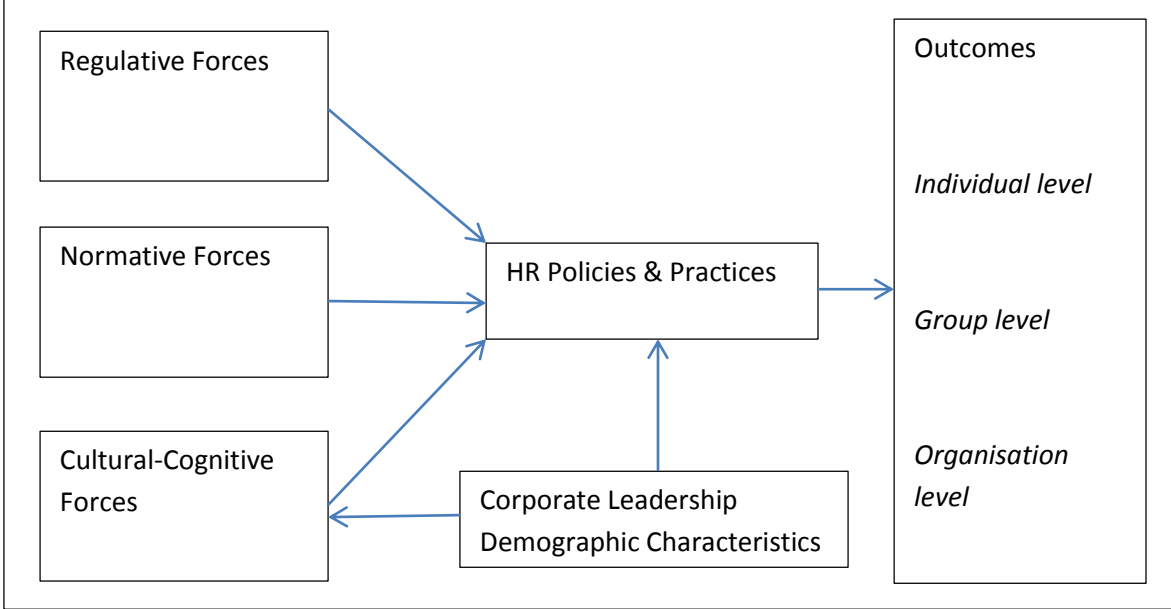 Regulative Forces
Normative Forces
Cultural-Cognitive
Forces
HR Policies & Practices
Corporate Leadership
Demographic Characteristics
Outcomes
Individual level
Group level
Organisation
level